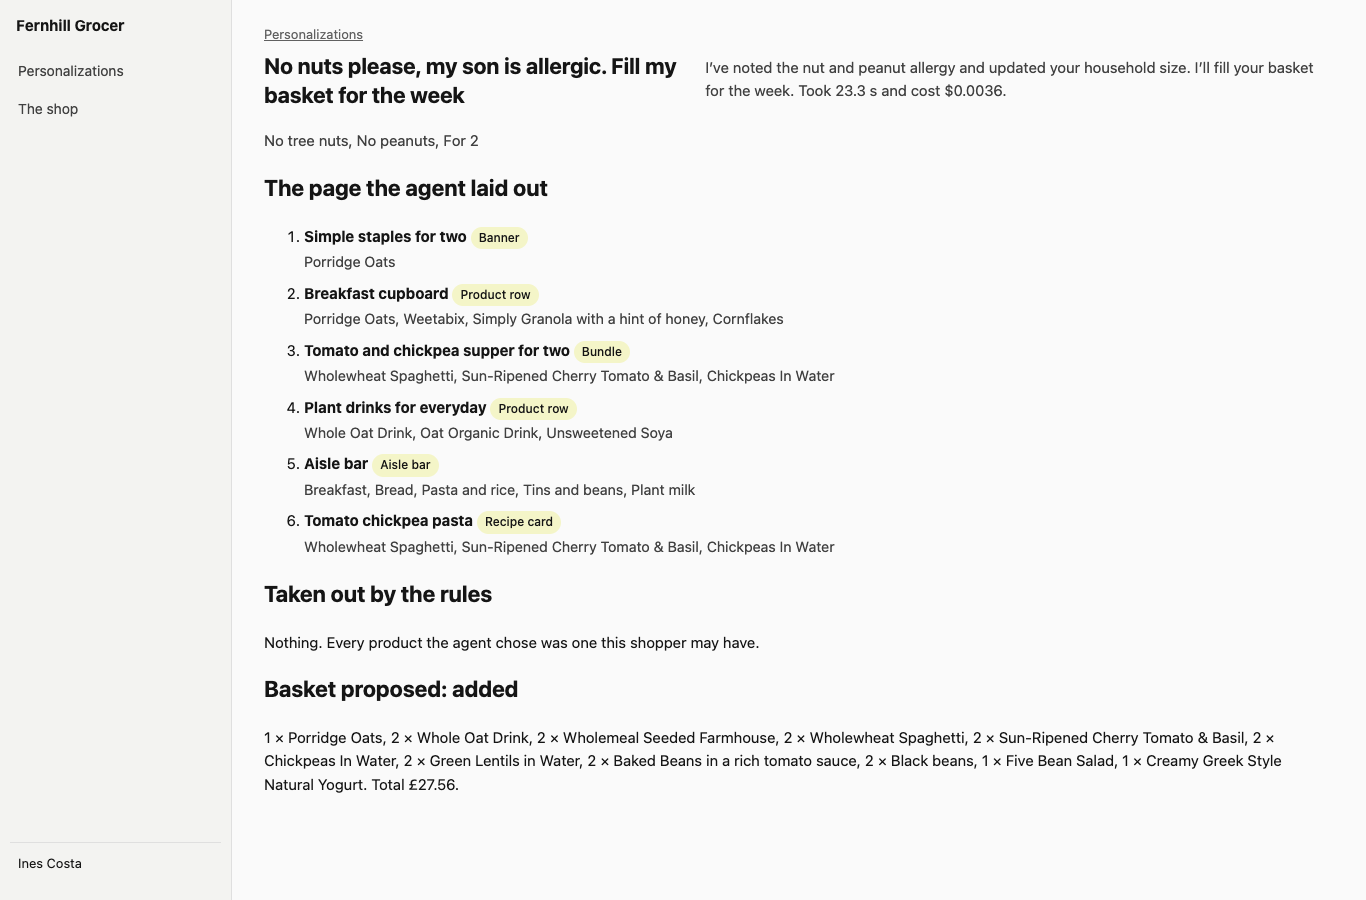 Fernhill Grocer
Personalizations
The shop
Ines Costa
Personalizations
No nuts please, my son is allergic. Fill my
basket for the week
I’ve noted the nut and peanut allergy and updated your household size. I’ll fill your basket
for the week. Took 23.3 s and cost $0.0036.
No tree nuts, No peanuts, For 2
The page the agent laid out
1. Simple staples for two Banner
Porridge Oats
2. Breakfast cupboard Product row
Porridge Oats, Weetabix, Simply Granola with a hint of honey, Cornflakes
3. Tomato and chickpea supper for two Bundle
Wholewheat Spaghetti, Sun-Ripened Cherry Tomato & Basil, Chickpeas In Water
4. Plant drinks for everyday Product row
Whole Oat Drink, Oat Organic Drink, Unsweetened Soya
5. Aisle bar Aisle bar
Breakfast, Bread, Pasta and rice, Tins and beans, Plant milk
6. Tomato chickpea pasta Recipe card
Wholewheat Spaghetti, Sun-Ripened Cherry Tomato & Basil, Chickpeas In Water
Taken out by the rules
Nothing. Every product the agent chose was one this shopper may have.
Basket proposed: added
1 × Porridge Oats, 2 × Whole Oat Drink, 2 × Wholemeal Seeded Farmhouse, 2 × Wholewheat Spaghetti, 2 × Sun-Ripened Cherry Tomato & Basil, 2 ×
Chickpeas In Water, 2 × Green Lentils in Water, 2 × Baked Beans in a rich tomato sauce, 2 × Black beans, 1 × Five Bean Salad, 1 × Creamy Greek Style
Natural Yogurt. Total £27.56.